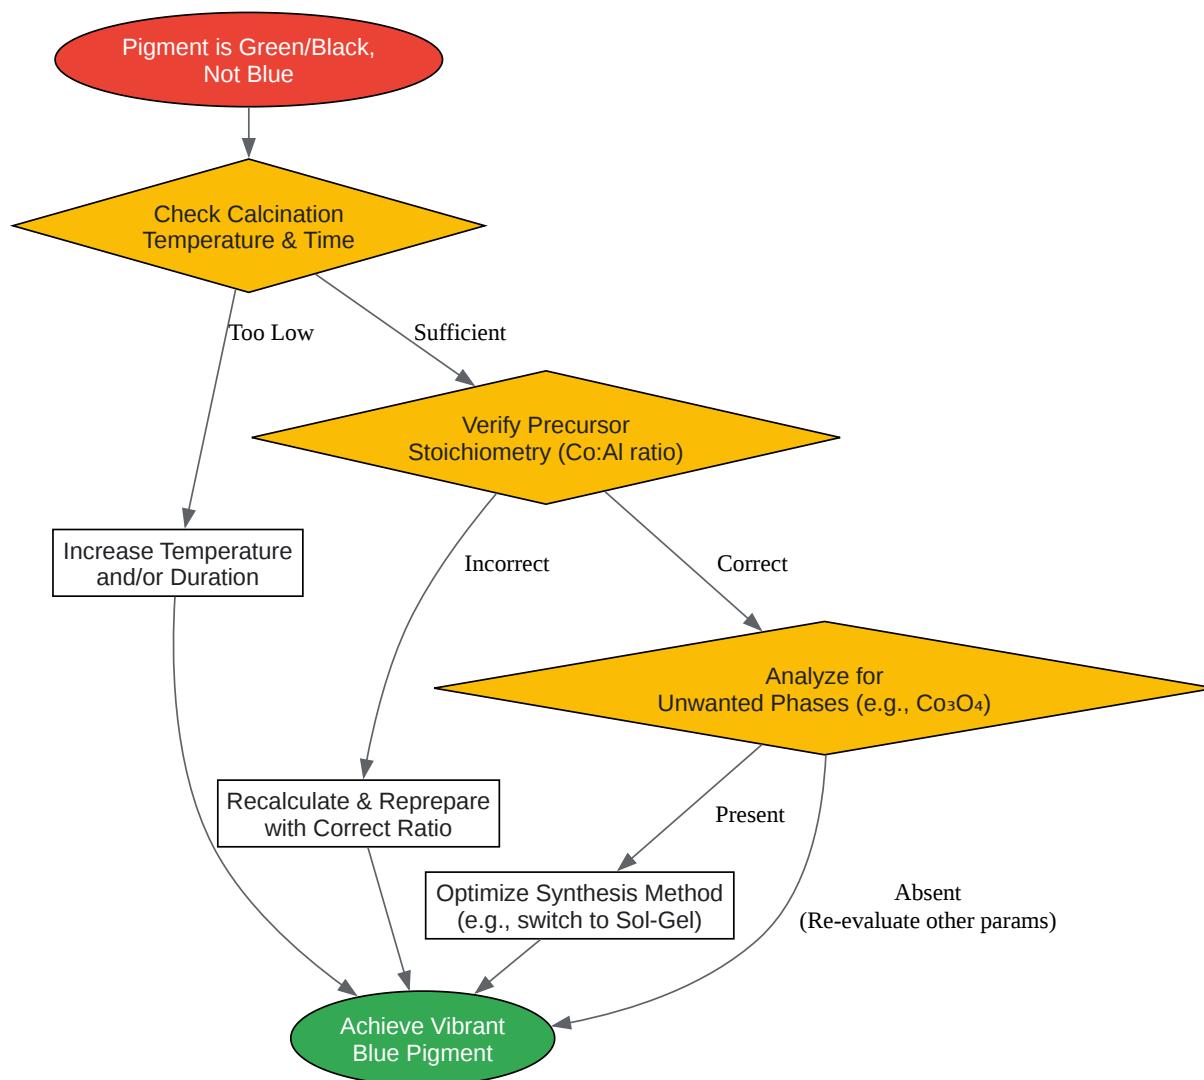 Pigment is Green/Black,
Not Blue
Check Calcination
Temperature & Time
Too Low
Sufficient
Verify Precursor
Stoichiometry (Co:Al ratio)
Increase Temperature
and/or Duration
Incorrect
Correct
Analyze for
Unwanted Phases (e.g., Co₃O₄)
Recalculate & Reprepare
with Correct Ratio
Present
Optimize Synthesis Method
(e.g., switch to Sol-Gel)
Absent
(Re-evaluate other params)
Achieve Vibrant
Blue Pigment